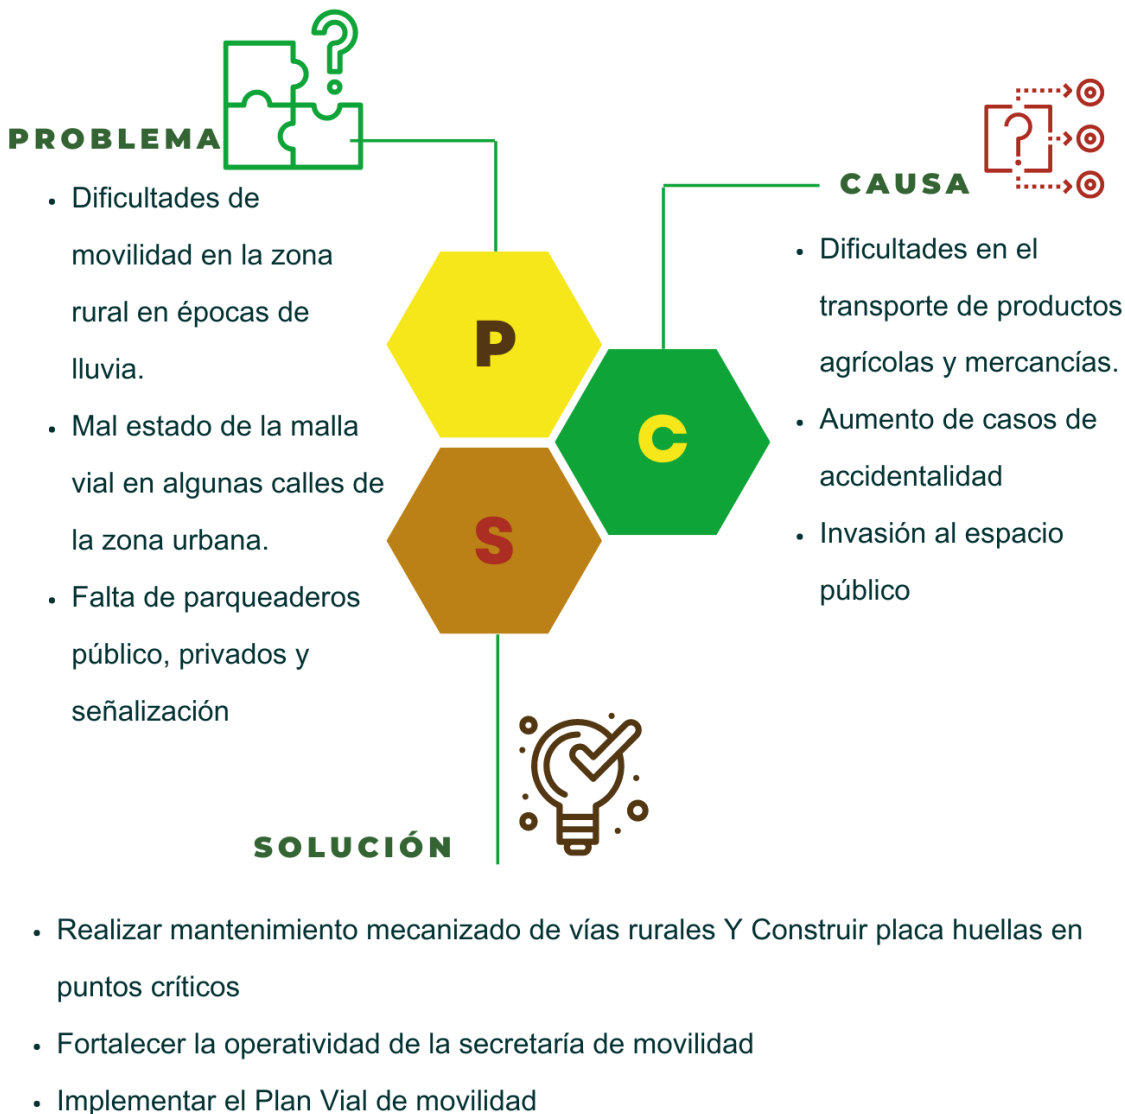 PROBLEMA
• Dificultades de
movilidad en la zona
rural en épocas de
lluvia.
• Mal estado de la malla
vial en algunas calles de
la zona urbana.
• Falta de parqueaderos
público, privados y
señalización
P
C
S
CAUSA
• Dificultades en el
transporte de productos
agrícolas y mercancías.
• Aumento de casos de
accidentalidad
• Invasión al espacio
público
SOLUCIÓN
• Realizar mantenimiento mecanizado de vías rurales Y Construir placa huellas en
puntos críticos
• Fortalecer la operatividad de la secretaría de movilidad
• Implementar el Plan Vial de movilidad